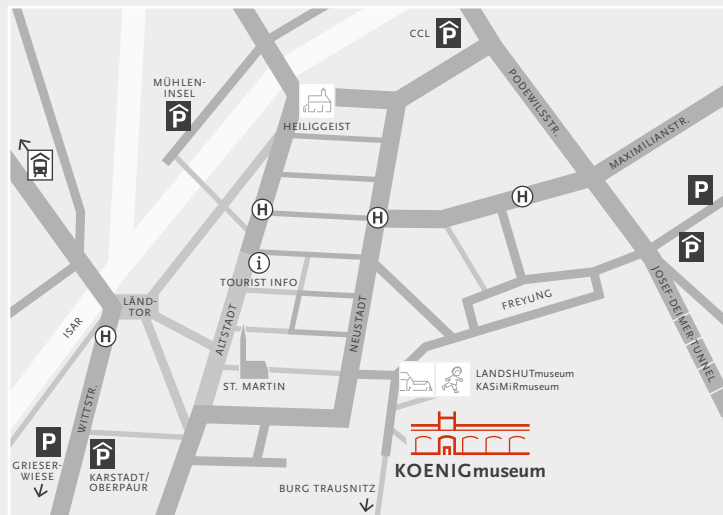 CCL
P
PODEWILSSTR.
MÜHLEN-
INSEL
P
HEILIGGEIST
MAXIMILIANSTR.
P
H
H
H
P
i
TOURIST INFO
LÄND-
TOR
ISAR
H
ALTSTADT
NEUSTADT
FREYUNG
JOSEF-DEIMER-TUNNEL
ST. MARTIN
LANDSHUTmuseum
KASiMiRmuseum
WITTSTR.
P
GRIESER-
WIESE
P
KARSTADT/
OBERPAUR
KOENIGmuseum
BURG TRAUSNITZ